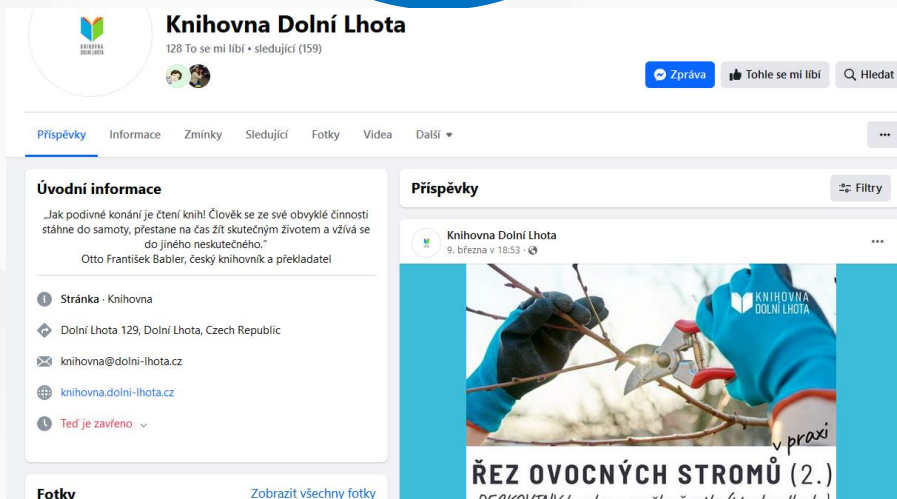 KNIHOVNA
DOLNÍ LHOTA
Knihovna Dolní Lhota
128 To se mi líbí • sledující (159)
Zpráva
Tohle se mi líbí
Hledat
Příspěvky
Informace
Zmínky
Sledující
Fotky
Videa
Další
Úvodní informace
„Jak podivné konání je čtení knih! Člověk se ze své obvyklé činnosti
stáhne do samoty, přestane na čas žít skutečným životem a vžívá se
do jiného neskutečného.“
Otto František Babler, český knihovník a překladatel
Stránka · Knihovna
Dolní Lhota 129, Dolní Lhota, Czech Republic
knihovna@dolni-lhota.cz
knihovna.dolni-lhota.cz
Teď je zavřeno
Fotky
Zobrazit všechny fotky
Příspěvky
Filtry
Knihovna Dolní Lhota
9. března v 18:53 ·
KNIHOVNA
DOLNÍ LHOTA
v praxi
ŘEZ OVOCNÝCH STROMŮ (2.)